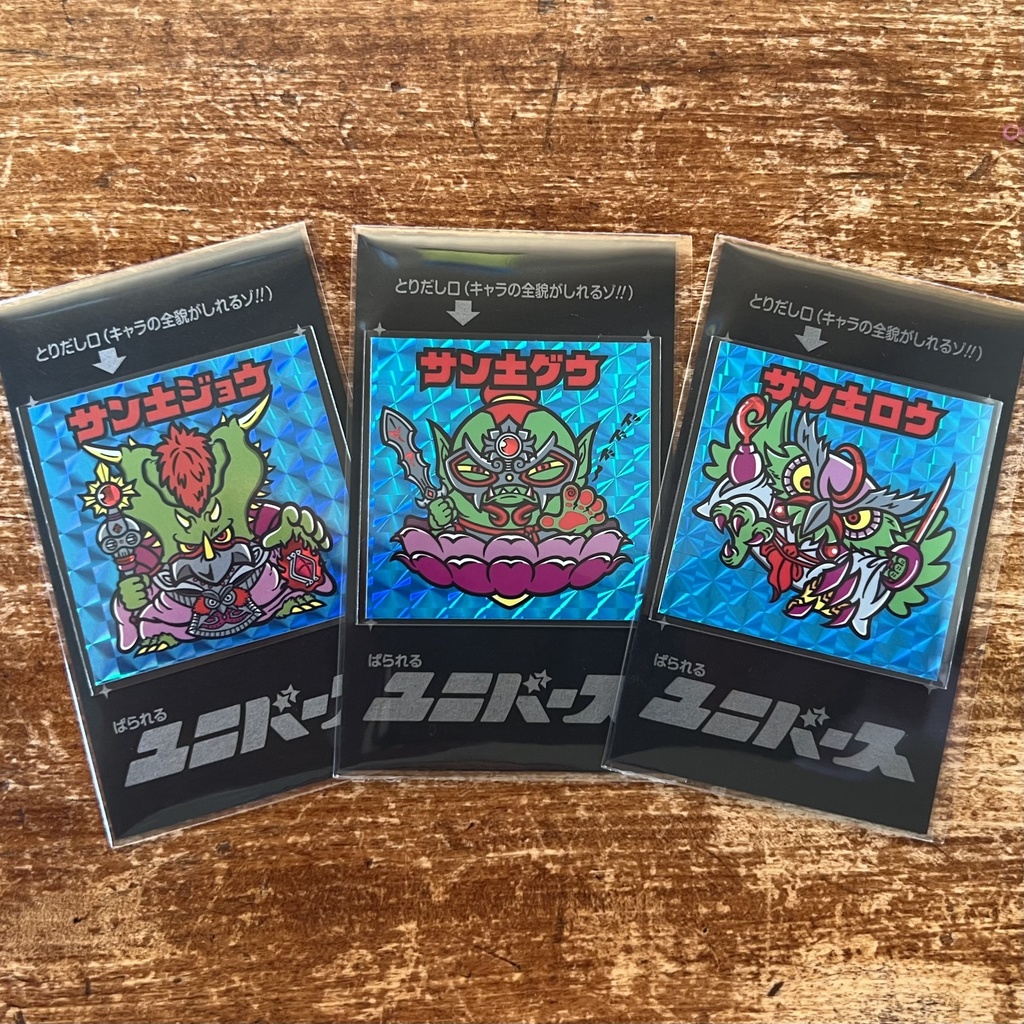 とりだし口(キャラの全貌がしれるゾ!!)
サン土ジョウ
ぱられる
ユニバー
とりだし口(キャラの全貌がしれるゾ!!)
サン土グウ
ぱられる
ユニバース
とりだし口(キャラの全貌がしれるゾ!!)
サン土ロウ
ぱられる
ユニバース